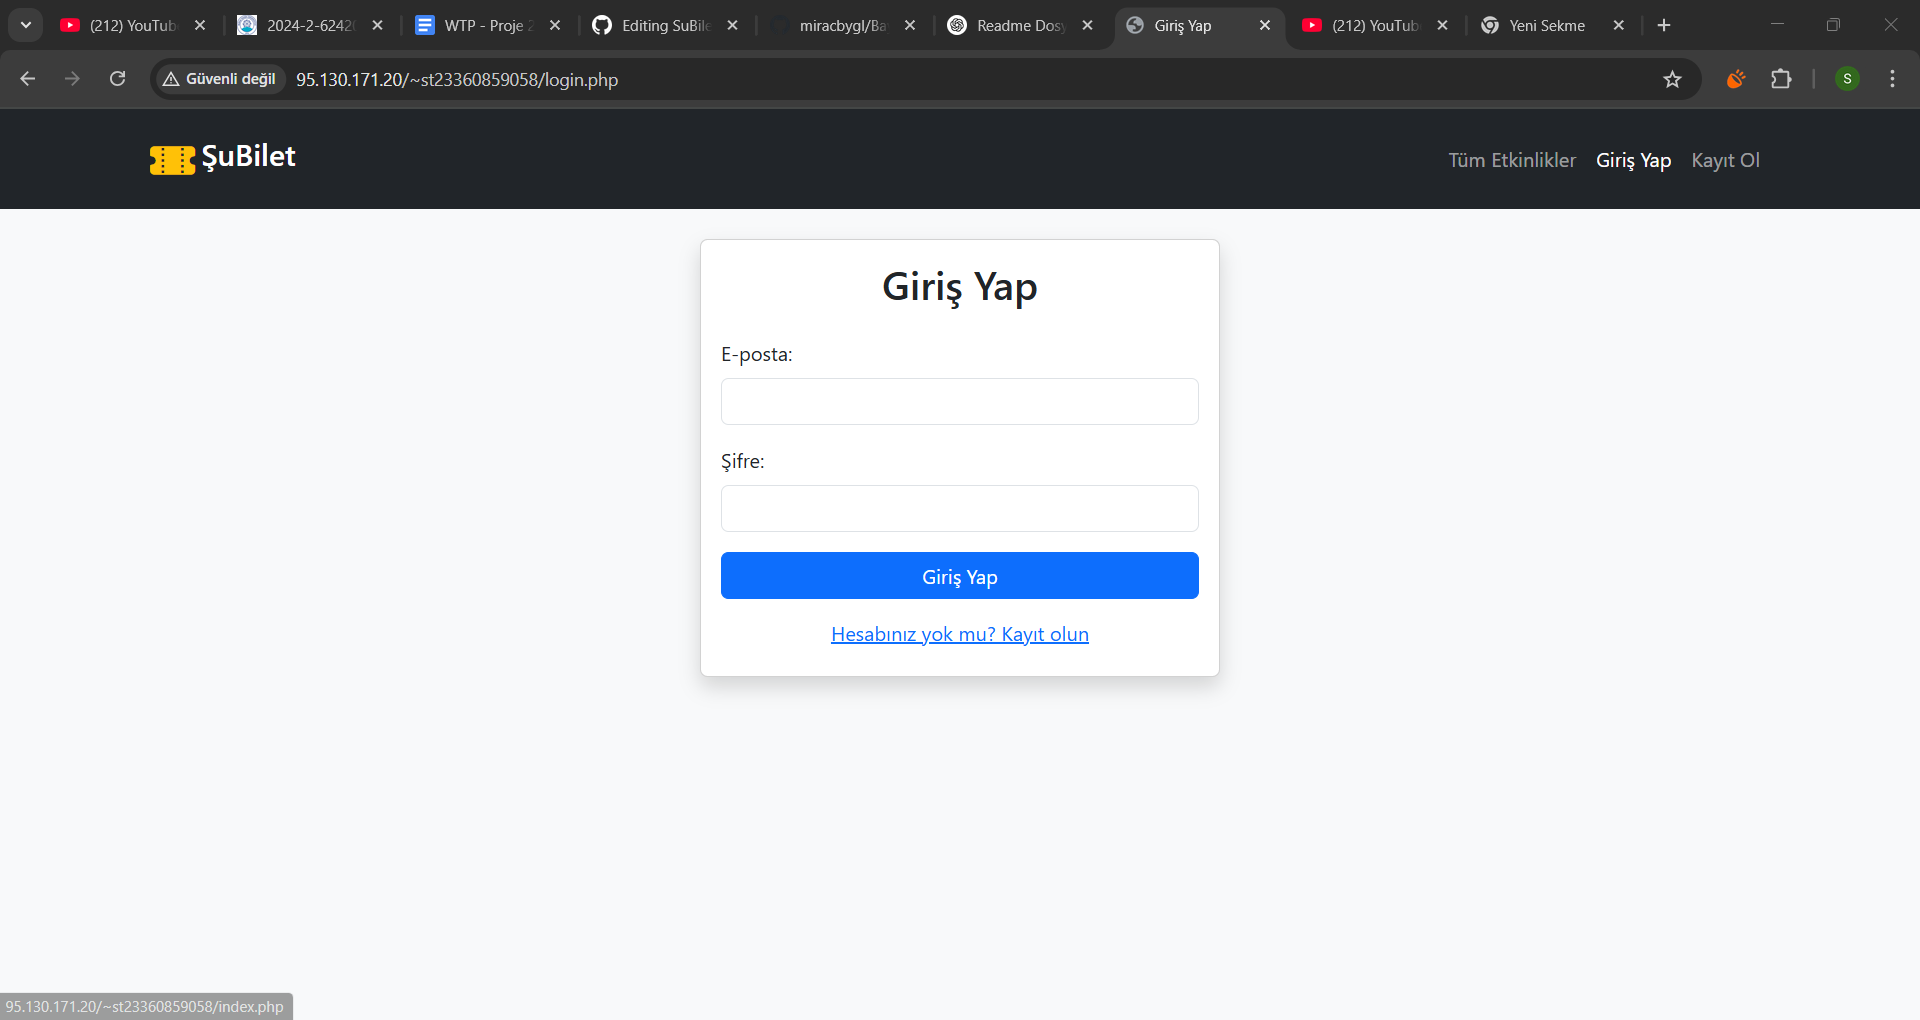 (212) YouTub
2024-2-6242
WTP - Proje 2
Editing SuBile
miracbygl/Ba
Readme Dosy
Giriş Yap
(212) YouTub
Yeni Sekme
Güvenli değil
95.130.171.20/~st23360859058/login.php
S
ŞuBilet
Tüm Etkinlikler
Giriş Yap
Kayıt Ol
Giriş Yap
E-posta:
Şifre:
Giriş Yap
Hesabınız yok mu? Kayıt olun
95.130.171.20/~st23360859058/index.php